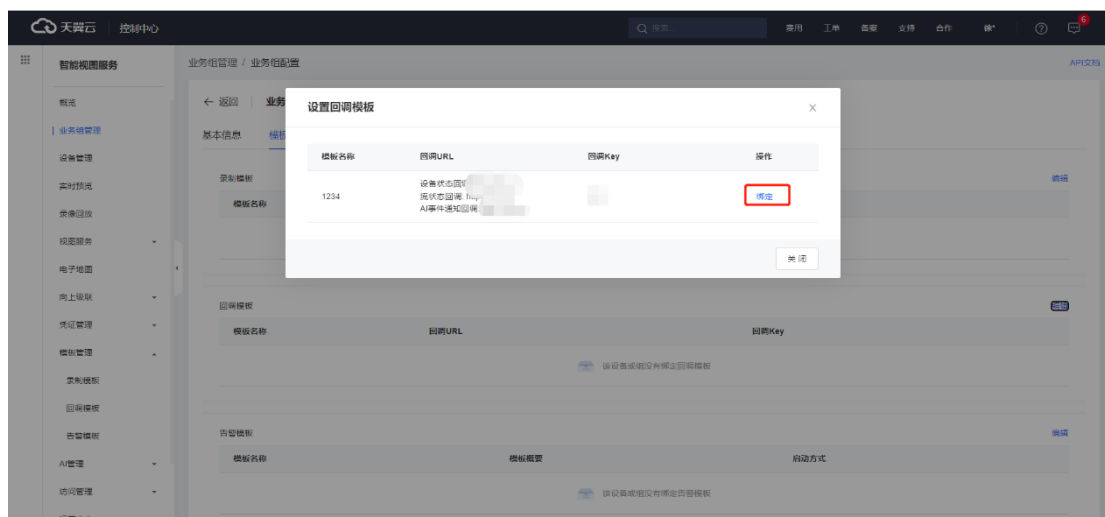 天翼云 控制中心 搜索... 费用 工单 备案 支持 合作 徐* 6
智能视图服务 业务组管理 / 业务组配置 API文档
概览
业务组管理
设备管理
实时预览
录像回放
视图服务
电子地图
向上级联
凭证管理
模板管理
录制模板
回调模板
告警模板
AI管理
访问管理
← 返回 业务
基本信息 模板
录制模板 编辑
模板名称
设置回调模板
模板名称 回调URL 回调Key 操作
1234
设备状态回调
流状态回调:
AI事件通知回调
绑定
关闭
回调模板 编辑
模板名称 回调URL 回调Key
该设备或组没有绑定回调模板
告警模板 编辑
模板名称 模板概要 启动方式
该设备或组没有绑定告警模板